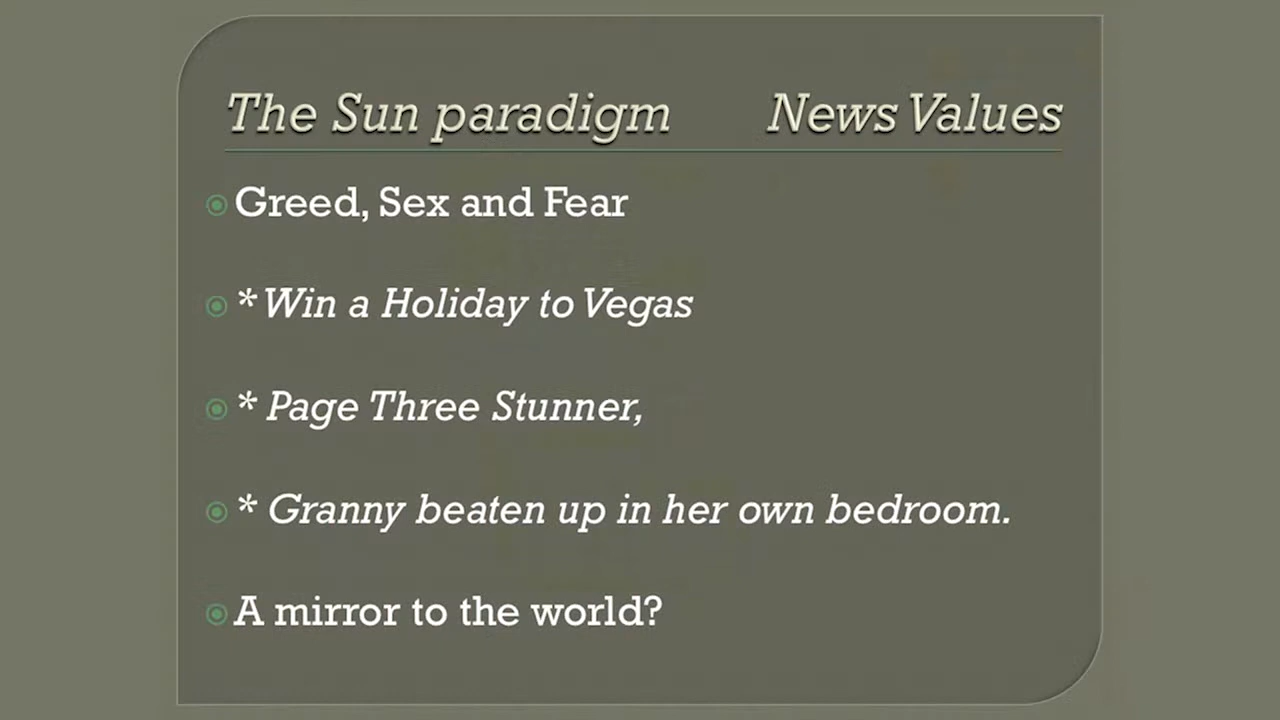 The Sun paradigm News Values
Greed, Sex and Fear
* Win a Holiday to Vegas
* Page Three Stunner,
* Granny beaten up in her own bedroom.
A mirror to the world?